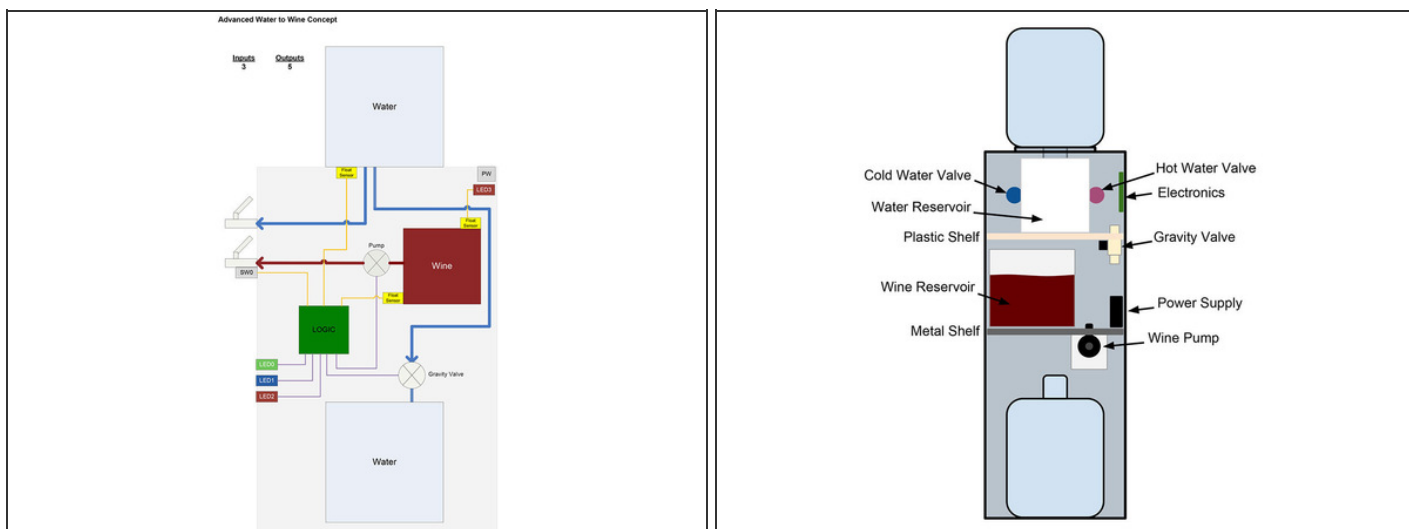 Advanced Water to Wine Concept
Inputs
3
Outputs
5
Water
Float
Sensor
PW
LED3
Float
Sensor
Pump
Wine
SW0
Float
Sensor
LOGIC
LED0
LED1
LED2
Gravity Valve
Water
Cold Water Valve
Hot Water Valve
Electronics
Water Reservoir
Plastic Shelf
Gravity Valve
Wine Reservoir
Power Supply
Metal Shelf
Wine Pump